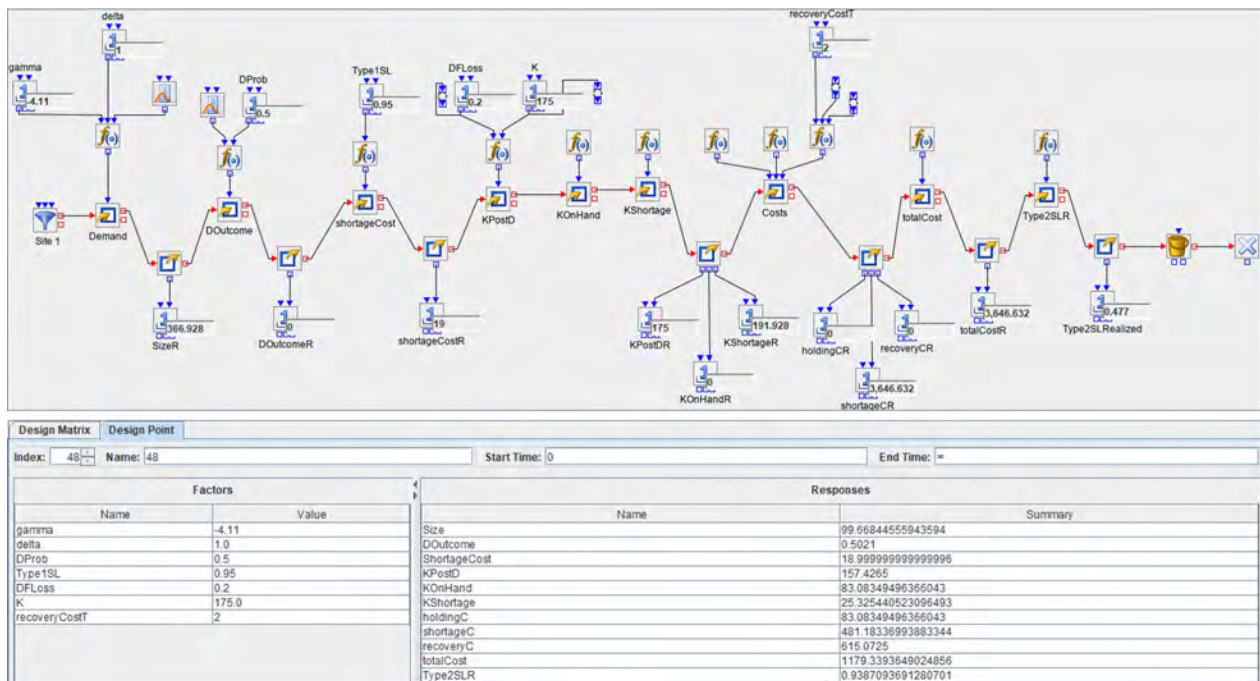 delta
recoveryCostT
1
2
gamma
DProb
Type1SL
DFLoss
K
-4.11
0.5
0.95
0.2
175
Site 1
Demand
DOutcome
shortageCost
KPostD
KOnHand
KShortage
Costs
totalCost
Type2SLR
366.928
SizeR
0
DOutcomeR
19
shortageCostR
175
KPostDR
0
KOnHandR
191.928
KShortageR
0
holdingCR
3,646.632
shortageCR
0
recoveryCR
3,646.632
totalCostR
0.477
Type2SLRealized
Design Matrix Design Point
Index: 48 Name: 48 Start Time: 0 End Time: ∞
Factors Responses
Name Value Name Summary
gamma -4.11 Size 99.66844555943594
delta 1.0 DOutcome 0.5021
DProb 0.5 ShortageCost 18.999999999999996
Type1SL 0.95 KPostD 157.4265
DFLoss 0.2 KOnHand 83.08349496366043
K 175.0 KShortage 25.325440523096493
recoveryCostT 2 holdingC 83.08349496366043
shortageC 481.18336993883344
recoveryC 615.0725
totalCost 1179.3393649024856
Type2SLR 0.9387093691280701